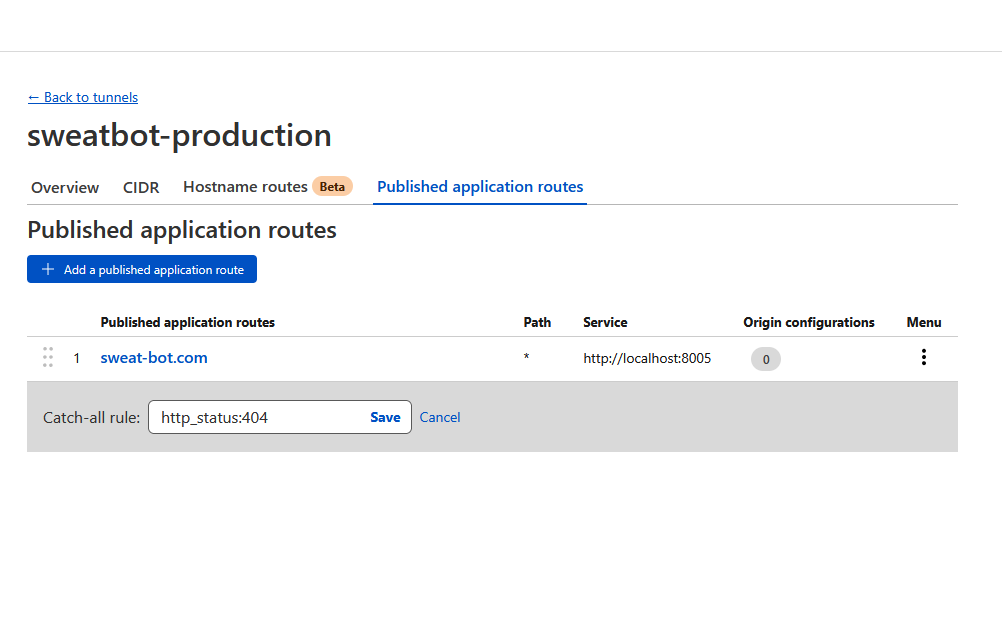 ← Back to tunnels
sweatbot-production
Overview CIDR Hostname routes Beta Published application routes
Published application routes
+ Add a published application route
Published application routes Path Service Origin configurations Menu
1 sweat-bot.com * http://localhost:8005 0
Catch-all rule: http_status:404 Save Cancel